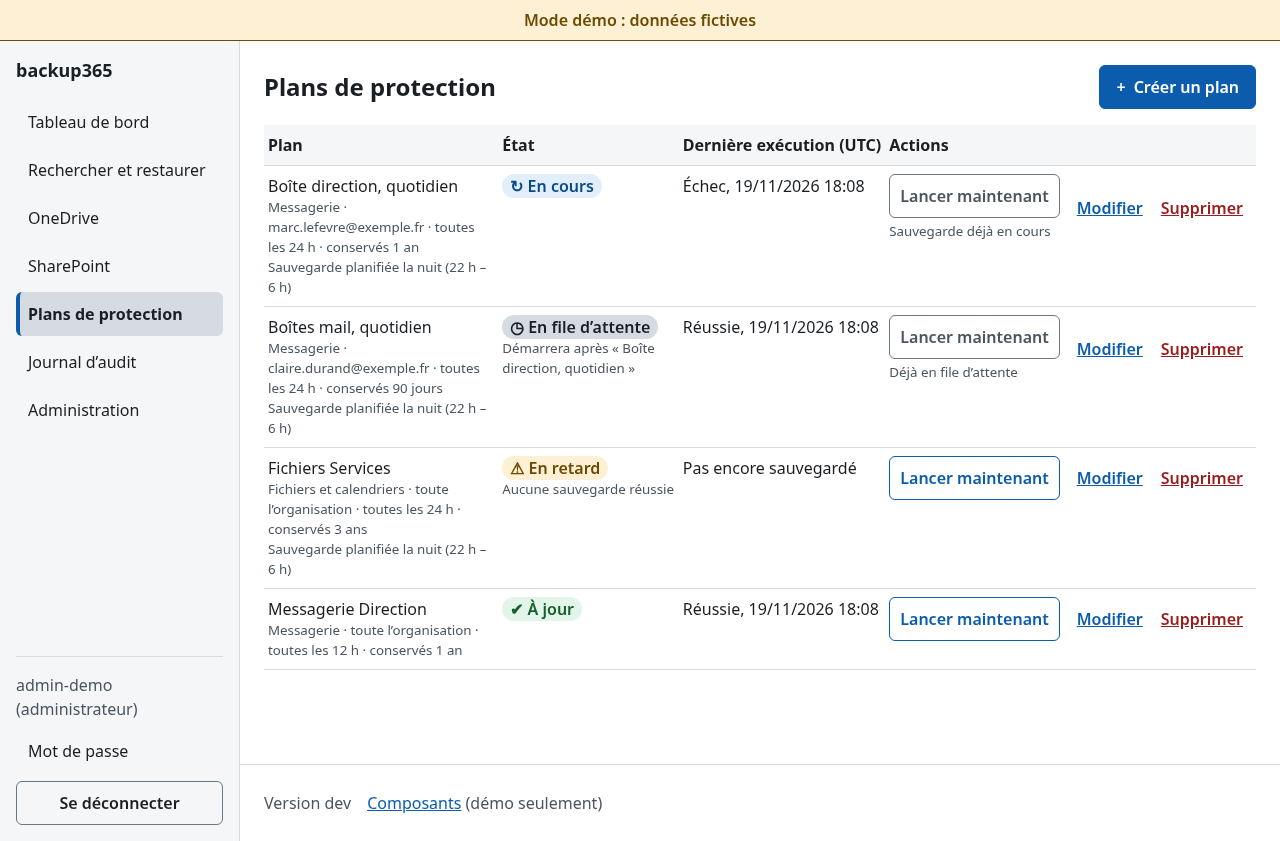 Mode démo : données fictives
backup365
Tableau de bord
Rechercher et restaurer
OneDrive
SharePoint
Plans de protection
Journal d’audit
Administration
admin-demo
(administrateur)
Mot de passe
Se déconnecter
Plans de protection
+ Créer un plan
Plan État Dernière exécution (UTC) Actions
Boîte direction, quotidien
Messagerie ·
marc.lefevre@exemple.fr · toutes
les 24 h · conservés 1 an
Sauvegarde planifiée la nuit (22 h –
6 h)
↻ En cours
Échec, 19/11/2026 18:08
Lancer maintenant
Sauvegarde déjà en cours
Modifier
Supprimer
Boîtes mail, quotidien
Messagerie ·
claire.durand@exemple.fr · toutes
les 24 h · conservés 90 jours
Sauvegarde planifiée la nuit (22 h –
6 h)
◷ En file d’attente
Démarrera après « Boîte
direction, quotidien »
Réussie, 19/11/2026 18:08
Lancer maintenant
Déjà en file d’attente
Modifier
Supprimer
Fichiers Services
Fichiers et calendriers · toute
l’organisation · toutes les 24 h ·
conservés 3 ans
Sauvegarde planifiée la nuit (22 h –
6 h)
⚠ En retard
Aucune sauvegarde réussie
Pas encore sauvegardé
Lancer maintenant
Modifier
Supprimer
Messagerie Direction
Messagerie · toute l’organisation ·
toutes les 12 h · conservés 1 an
✔ À jour
Réussie, 19/11/2026 18:08
Lancer maintenant
Modifier
Supprimer
Version dev Composants (démo seulement)